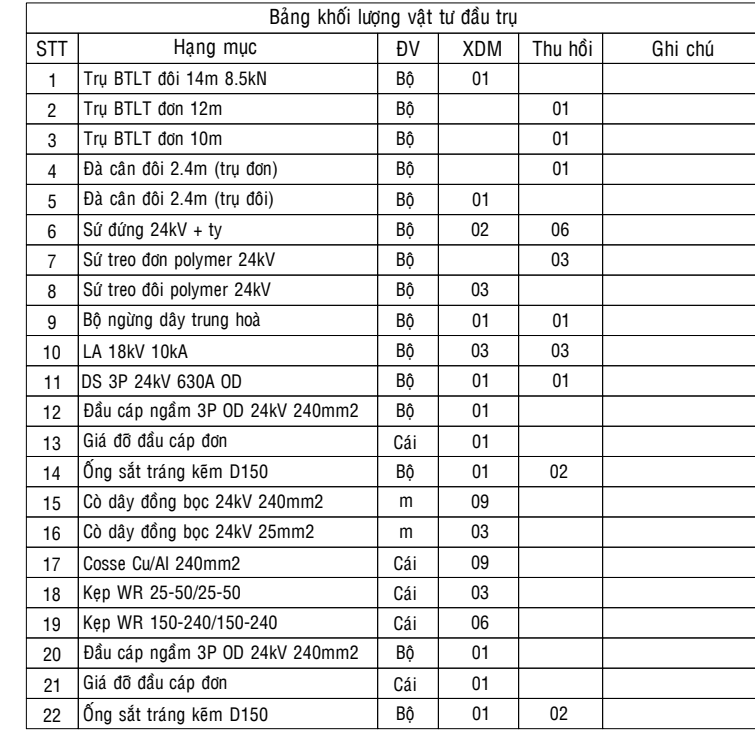 Bảng khối lượng vật tư đầu trụ
STT Hạng mục ĐV XDM Thu hồi Ghi chú
1 Trụ BTLT đôi 14m 8.5kN Bộ 01
2 Trụ BTLT đơn 12m Bộ 01
3 Trụ BTLT đơn 10m Bộ 01
4 Đà cân đôi 2.4m (trụ đơn) Bộ 01
5 Đà cân đôi 2.4m (trụ đôi) Bộ 01
6 Sứ đứng 24kV + ty Bộ 02 06
7 Sứ treo đơn polymer 24kV Bộ 03
8 Sứ treo đôi polymer 24kV Bộ 03
9 Bộ ngừng dây trung hoà Bộ 01 01
10 LA 18kV 10kA Bộ 03 03
11 DS 3P 24kV 630A OD Bộ 01 01
12 Đầu cáp ngầm 3P OD 24kV 240mm2 Bộ 01
13 Giá đỡ đầu cáp đơn Cái 01
14 Ống sắt tráng kẽm D150 Bộ 01 02
15 Cò dây đồng bọc 24kV 240mm2 m 09
16 Cò dây đồng bọc 24kV 25mm2 m 03
17 Cosse Cu/Al 240mm2 Cái 09
18 Kẹp WR 25-50/25-50 Cái 03
19 Kẹp WR 150-240/150-240 Cái 06
20 Đầu cáp ngầm 3P OD 24kV 240mm2 Bộ 01
21 Giá đỡ đầu cáp đơn Cái 01
22 Ống sắt tráng kẽm D150 Bộ 01 02